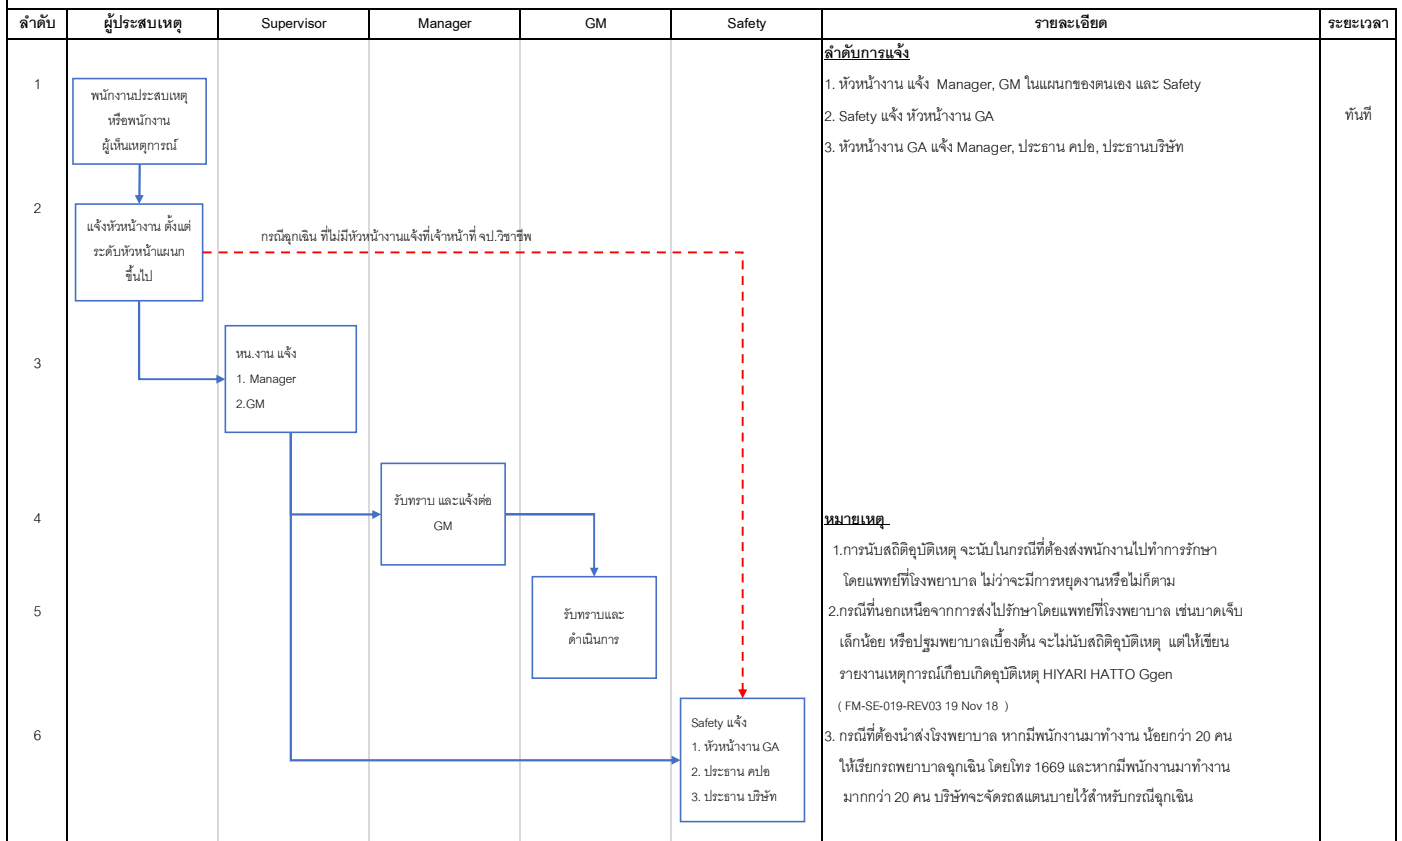 ลำดับ ผู้ประสบเหตุ Supervisor Manager GM Safety รายละเอียด ระยะเวลา
ลำดับการแจ้ง
1
พนักงานประสบเหตุ
หรือพนักงาน
ผู้เห็นเหตุการณ์
1. หัวหน้างาน แจ้ง Manager, GM ในแผนกของตนเอง และ Safety
2. Safety แจ้ง หัวหน้างาน GA
ทันที
3. หัวหน้างาน GA แจ้ง Manager, ประธาน คปอ, ประธานบริษัท
2
แจ้งหัวหน้างาน ตั้งแต่
ระดับหัวหน้าแผนก
ขึ้นไป
กรณีฉุกเฉิน ที่ไม่มีหัวหน้างานแจ้งที่เจ้าหน้าที่ จป.วิชาชีพ
3
หน.งาน แจ้ง
1. Manager
2.GM
4
รับทราบ และแจ้งต่อ
GM
หมายเหตุ
1.การนับสถิติอุบัติเหตุ จะนับในกรณีที่ต้องส่งพนักงานไปทำการรักษา
โดยแพทย์ที่โรงพยาบาล ไม่ว่าจะมีการหยุดงานหรือไม่ก็ตาม
5
รับทราบและ
ดำเนินการ
2.กรณีที่นอกเหนือจากการส่งไปรักษาโดยแพทย์ที่โรงพยาบาล เช่นบาดเจ็บ
เล็กน้อย หรือปฐมพยาบาลเบื้องต้น จะไม่นับสถิติอุบัติเหตุ แต่ให้เขียน
รายงานเหตุการณ์เกือบเกิดอุบัติเหตุ HIYARI HATTO Ggen
( FM-SE-019-REV03 19 Nov 18 )
6
Safety แจ้ง
1. หัวหน้างาน GA
2. ประธาน คปอ
3. ประธาน บริษัท
3. กรณีที่ต้องนำส่งโรงพยาบาล หากมีพนักงานมาทำงาน น้อยกว่า 20 คน
ให้เรียกรถพยาบาลฉุกเฉิน โดยโทร 1669 และหากมีพนักงานมาทำงาน
มากกว่า 20 คน บริษัทจะจัดรถสแตนบายไว้สำหรับกรณีฉุกเฉิน